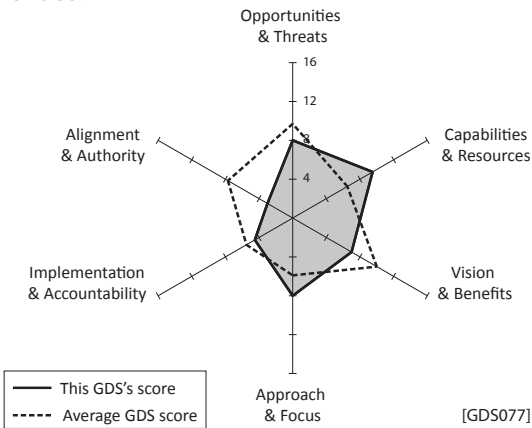 Opportunities
& Threats
16
12
8
4
Alignment
& Authority
Capabilities
& Resources
Implementation
& Accountability
Vision
& Benefits
This GDS's score
Average GDS score
Approach
& Focus
[GDS077]